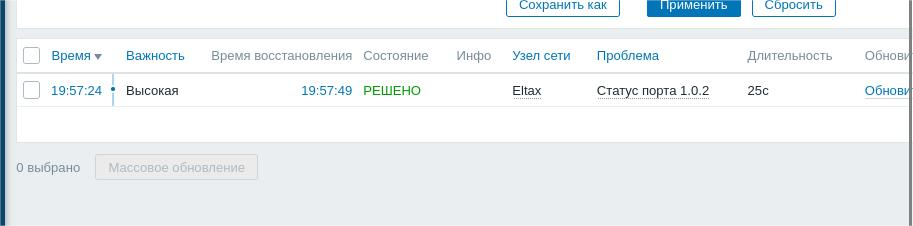 Сохранить как Применить Сбросить
Время Важность Время восстановления Состояние Инфо Узел сети Проблема Длительность Обнови
19:57:24 Высокая 19:57:49 РЕШЕНО Eltax Статус порта 1.0.2 25с Обнови
0 выбрано Массовое обновление